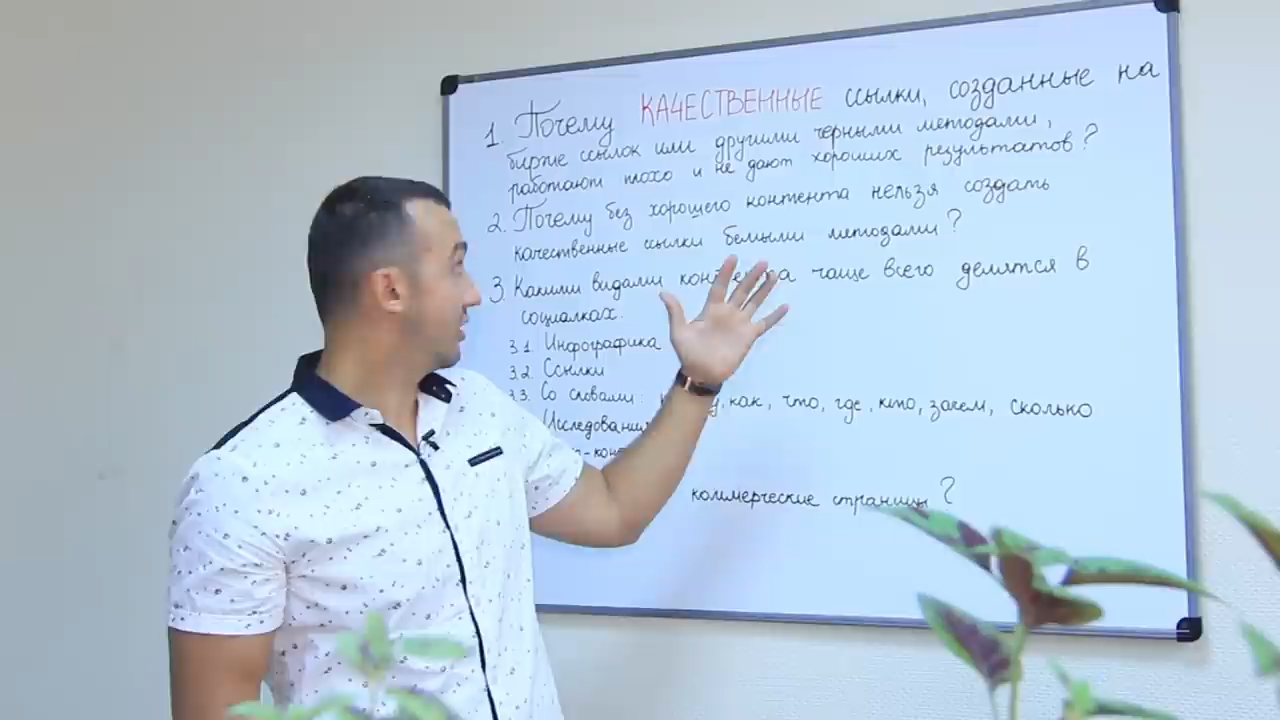 1. Почему КАЧЕСТВЕННЫЕ ссылки, созданные на
бирже ссылок или другими черными методами,
работают плохо и не дают хороших результатов?
2. Почему без хорошего контента нельзя создать
качественные ссылки белыми методами?
3. Какими видами контента чаще всего делятся в
социалках.
3.1. Инфографика
3.2. Ссылки
3.3. Со словами: как, что, где, кто, зачем, сколько
Иследования
коммерческие страницы?